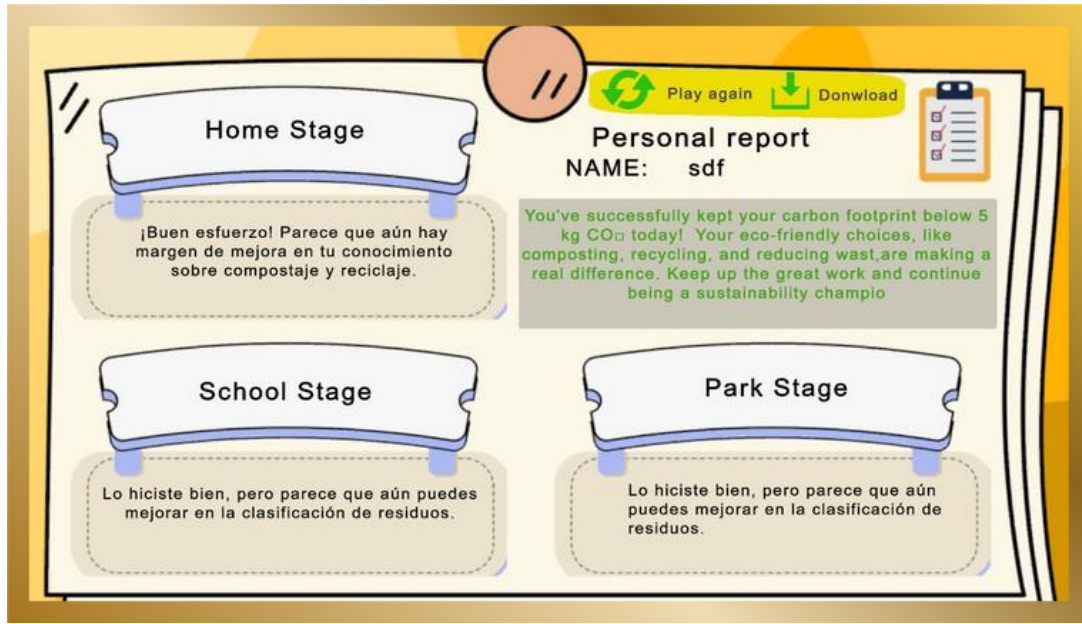 Play again
Donwload
Home Stage
Personal report
NAME: sdf
¡Buen esfuerzo! Parece que aún hay
margen de mejora en tu conocimiento
sobre compostaje y reciclaje.
You've successfully kept your carbon footprint below 5
kg CO□ today! Your eco-friendly choices, like
composting, recycling, and reducing wast,are making a
real difference. Keep up the great work and continue
being a sustainability champio
School Stage
Park Stage
Lo hiciste bien, pero parece que aún puedes
mejorar en la clasificación de residuos.
Lo hiciste bien, pero parece que aún
puedes mejorar en la clasificación de
residuos.